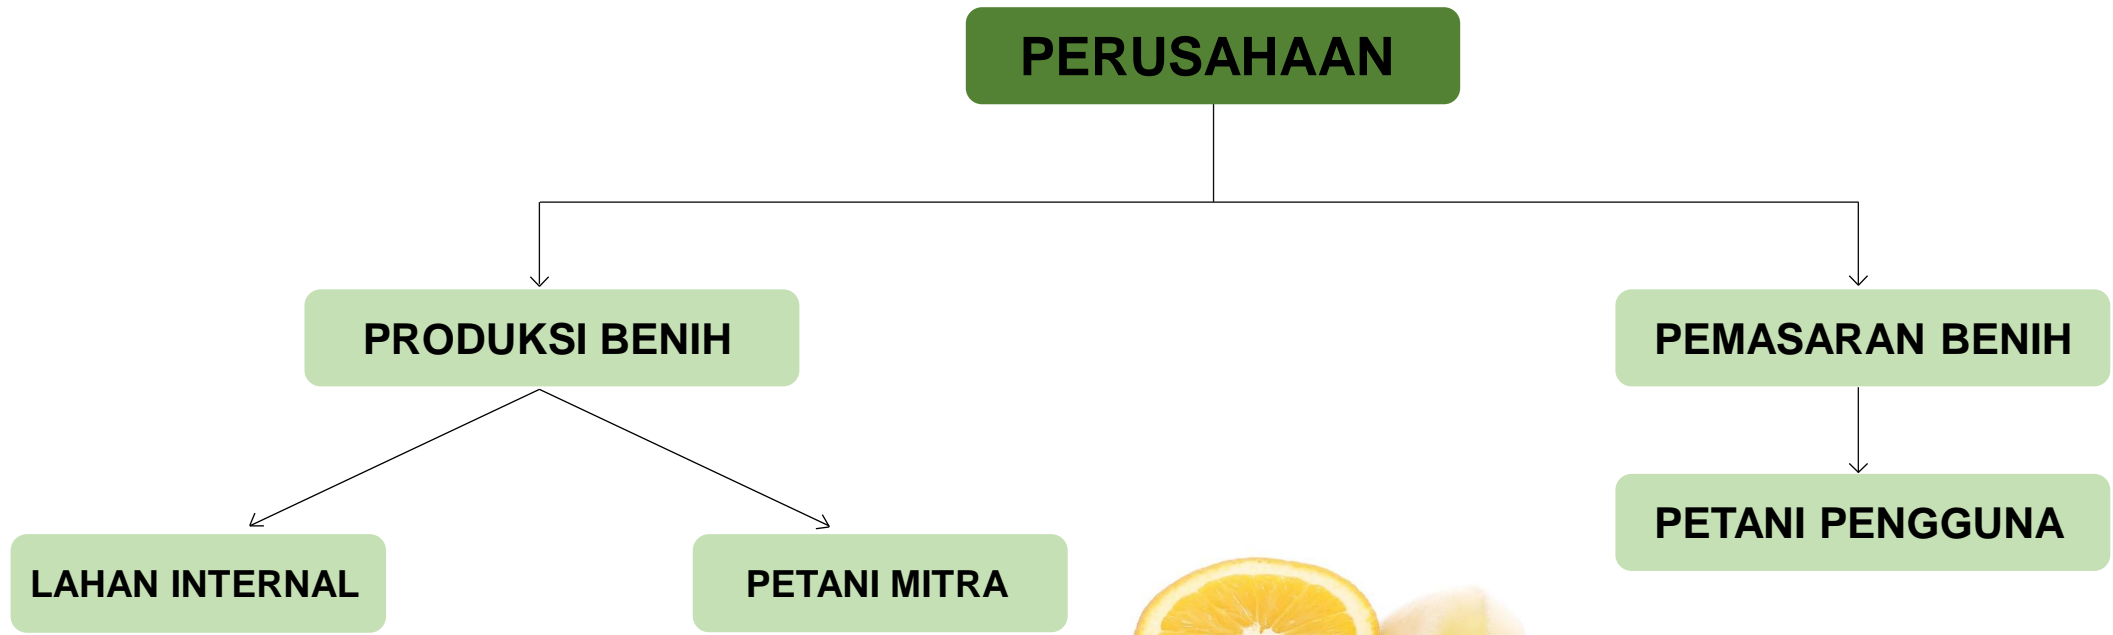 PERUSAHAAN
PRODUKSI BENIH
PEMASARAN BENIH
LAHAN INTERNAL
PETANI MITRA
PETANI PENGGUNA